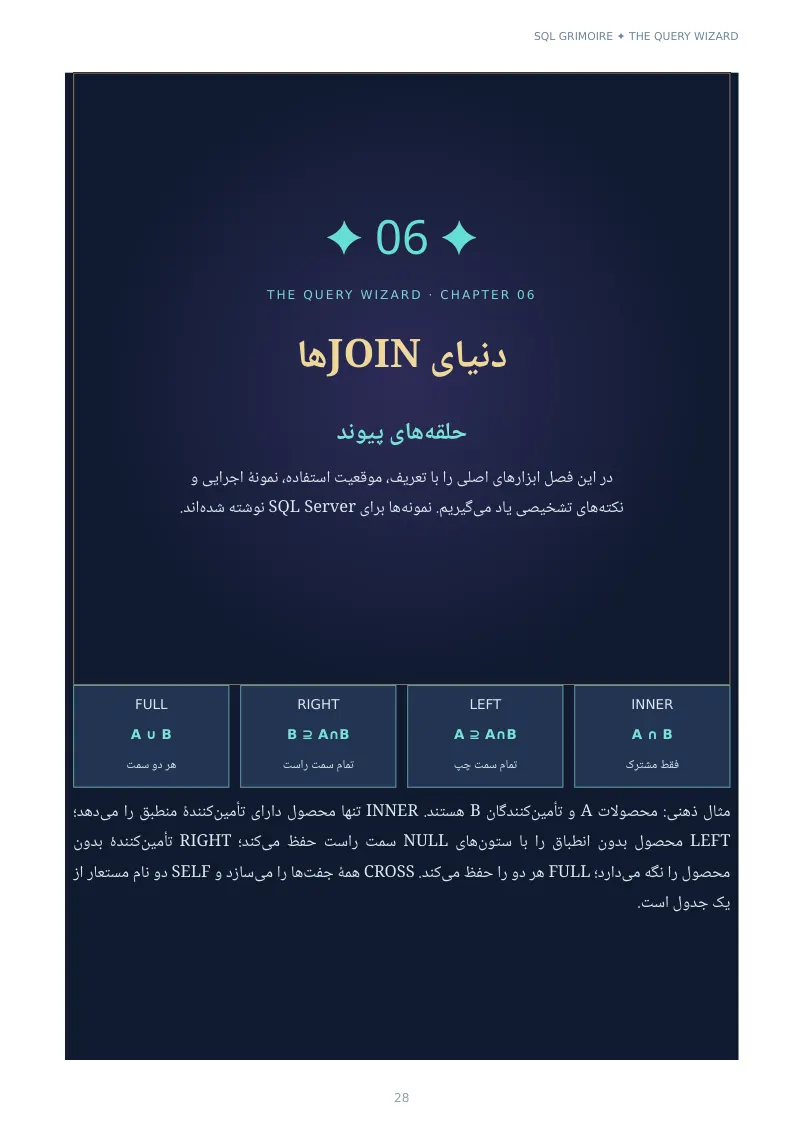 SQL GRIMOIRE ✦ THE QUERY WIZARD
✦ 06 ✦
THE QUERY WIZARD · CHAPTER 06
دنیای JOINها
حلقه‌های پیوند
در این فصل ابزارهای اصلی را با تعریف، موقعیت استفاده، نمونهٔ اجرایی و
نکته‌های تشخیصی یاد می‌گیریم. نمونه‌ها برای SQL Server نوشته شده‌اند.
INNER
A ∩ B
فقط مشترک
LEFT
A ⊇ A∩B
تمام سمت چپ
RIGHT
B ⊇ A∩B
تمام سمت راست
FULL
A ∪ B
هر دو سمت
مثال ذهنی: محصولات A و تأمین‌کنندگان B هستند. INNER تنها محصول دارای تأمین‌کنندهٔ منطبق را می‌دهد؛
LEFT محصول بدون انطباق را با ستون‌های NULL سمت راست حفظ می‌کند؛ RIGHT تأمین‌کنندهٔ بدون
محصول را نگه می‌دارد؛ FULL هر دو را حفظ می‌کند. CROSS همهٔ جفت‌ها را می‌سازد و SELF دو نام مستعار از
یک جدول است.
28